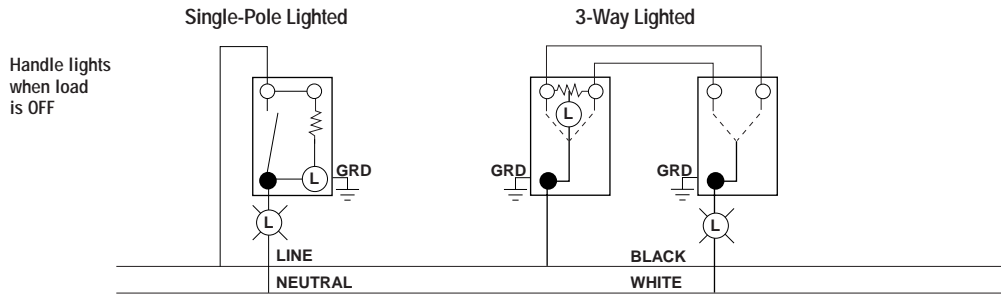 Single-Pole Lighted
3-Way Lighted
Handle lights
when load
is OFF
L
GRD
L
L
GRD
GRD
L
LINE
BLACK
NEUTRAL
WHITE